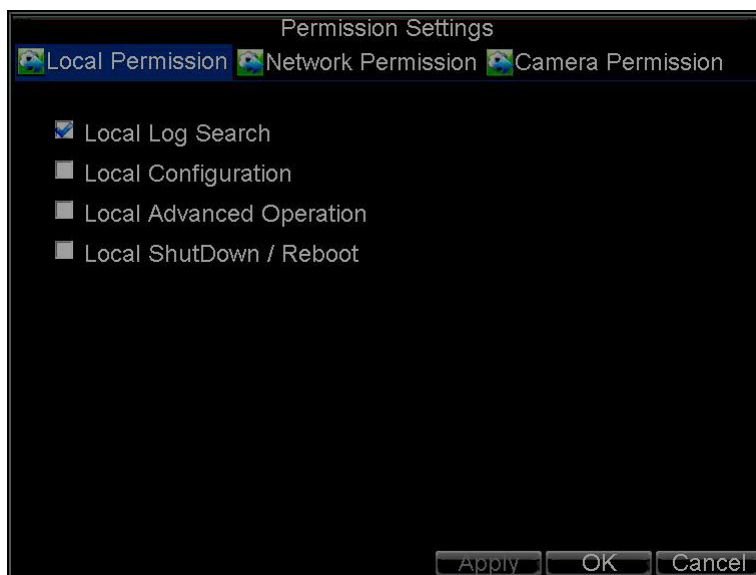 Permission Settings
Local Permission Network Permission Camera Permission
Local Log Search
Local Configuration
Local Advanced Operation
Local ShutDown / Reboot
Apply OK Cancel